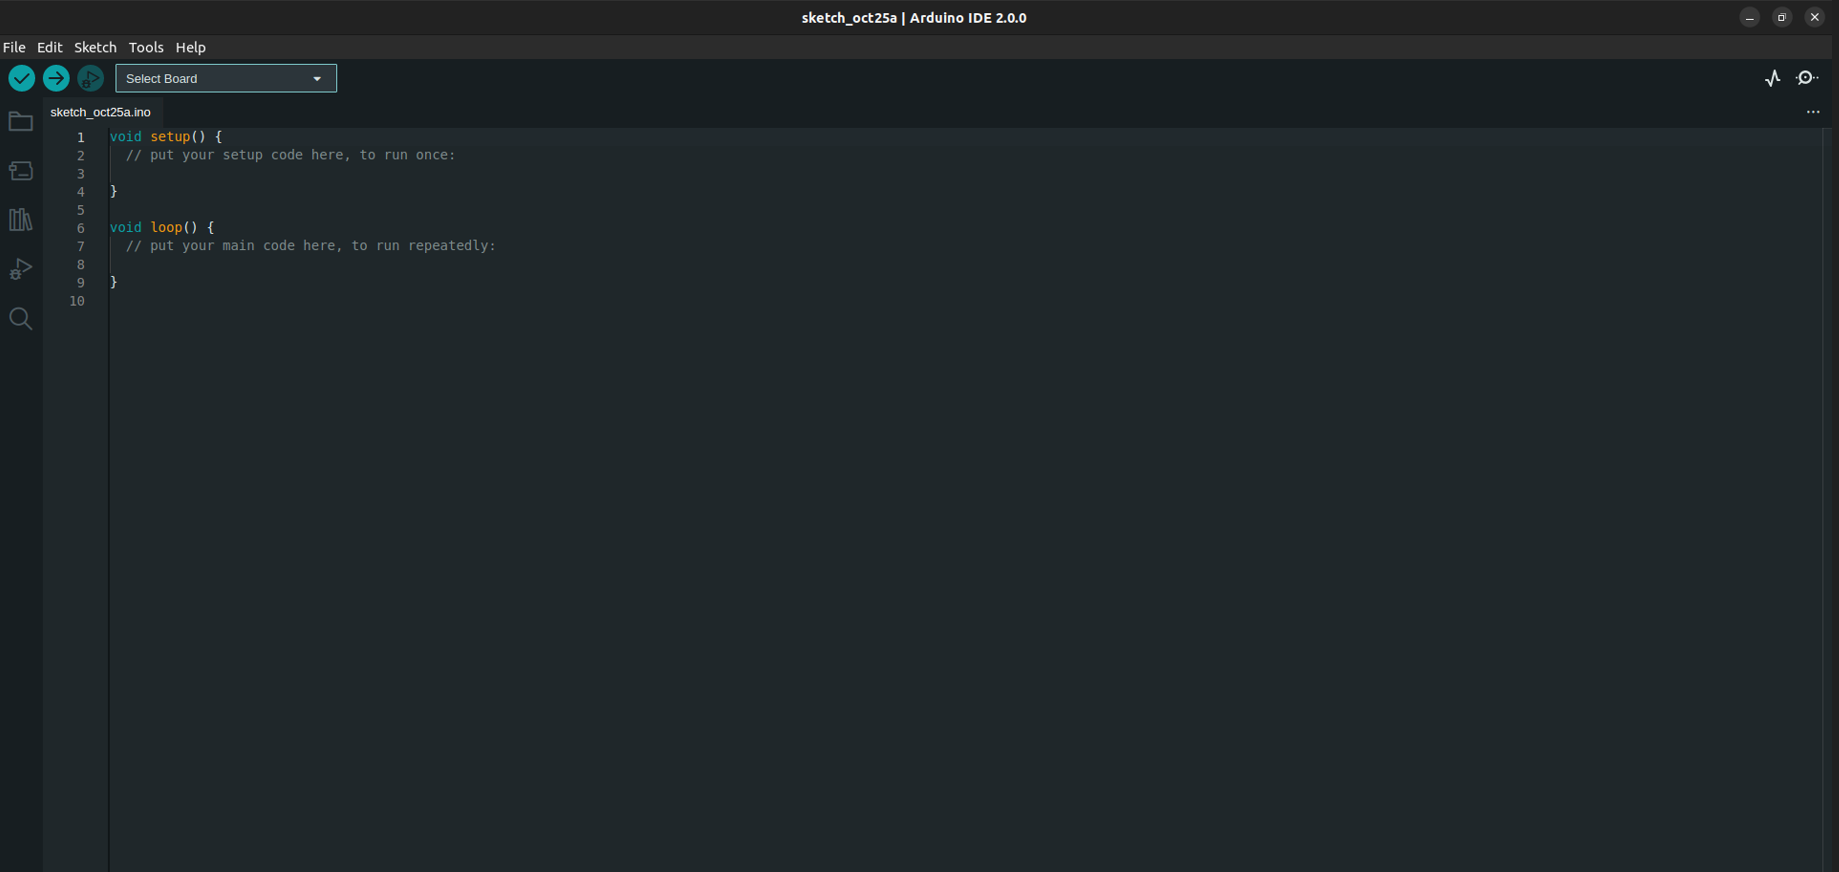 sketch_oct25a | Arduino IDE 2.0.0
File Edit Sketch Tools Help
Select Board
sketch_oct25a.ino
1 void setup() {
2 // put your setup code here, to run once:
3
4 }
5
6 void loop() {
7 // put your main code here, to run repeatedly:
8
9 }
10